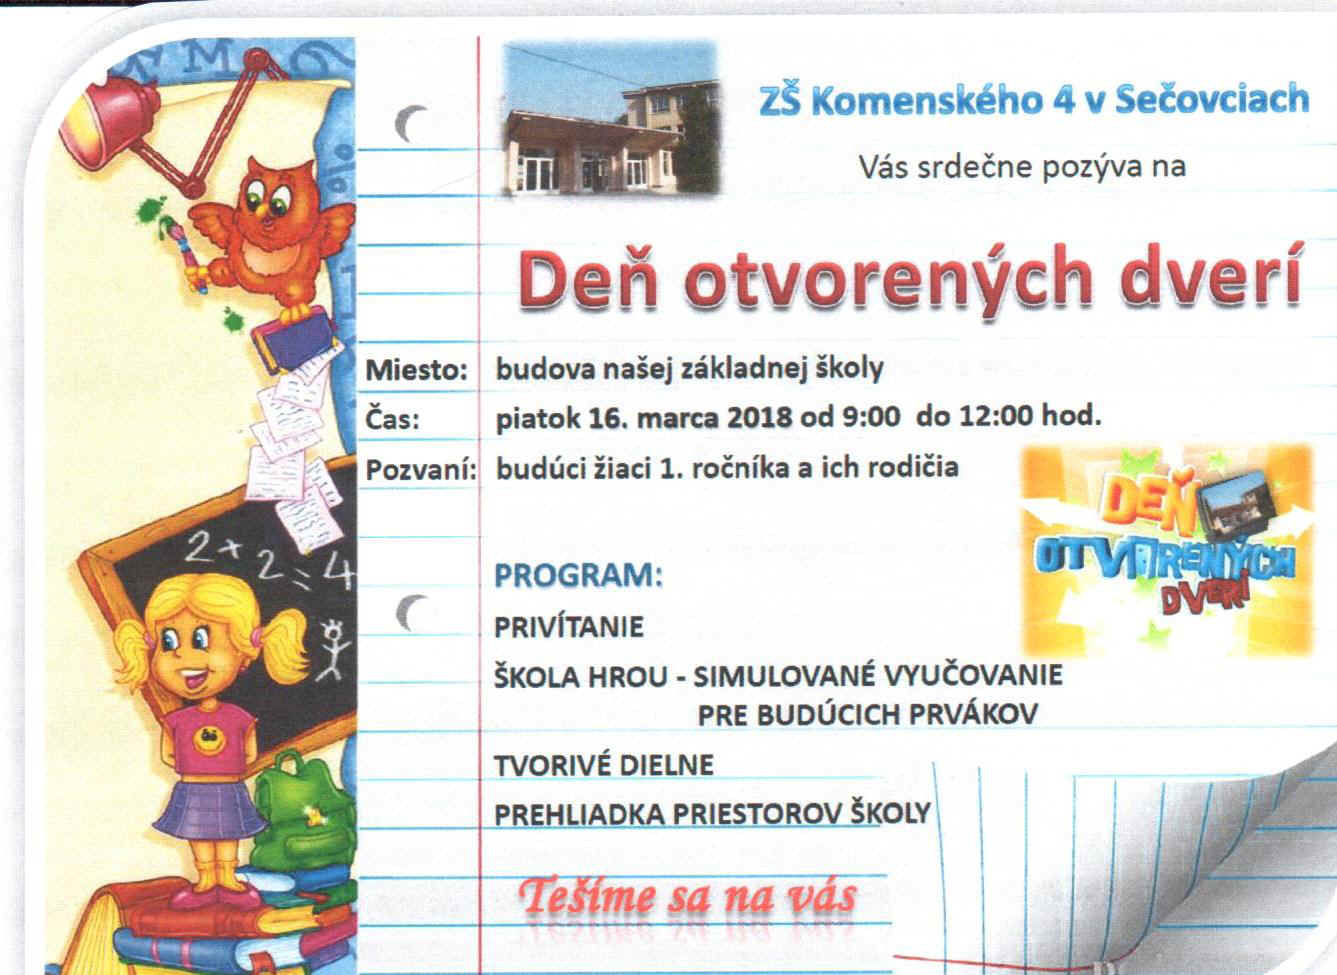 ZŠ Komenského 4 v Sečovciach
Vás srdečne pozýva na
Deň otvorených dverí
Miesto: budova našej základnej školy
Čas: piatok 16. marca 2018 od 9:00 do 12:00 hod.
Pozvaní: budúci žiaci 1. ročníka a ich rodičia
DEŇ
OTVORENÝCH
DVERÍ
PROGRAM:
PRIVÍTANIE
ŠKOLA HROU - SIMULOVANÉ VYUČOVANIE
PRE BUDÚCICH PRVÁKOV
TVORIVÉ DIELNE
PREHLIADKA PRIESTOROV ŠKOLY
Tešíme sa na vás
2+2=4